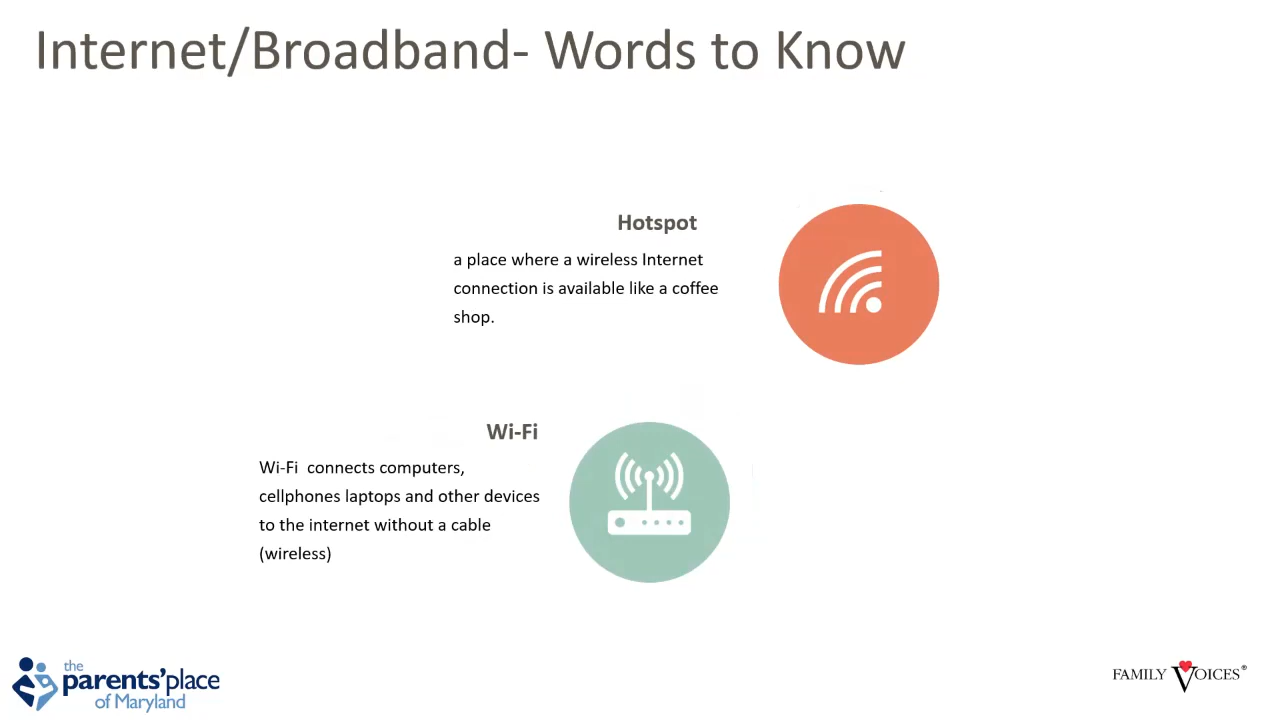 Internet/Broadband- Words to Know
Hotspot
a place where a wireless Internet
connection is available like a coffee
shop.
Wi-Fi
Wi-Fi  connects computers,
cellphones laptops and other devices
to the internet without a cable
(wireless)
the
parents'place
of Maryland
FAMILY VOICES®